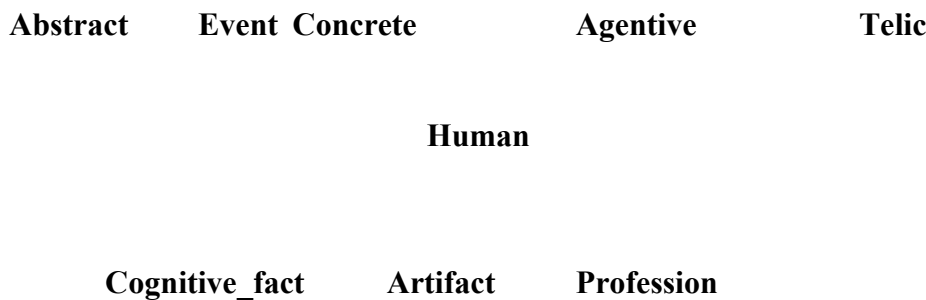 Abstract Event Concrete Agentive Telic
Human
Cognitive_fact Artifact Profession